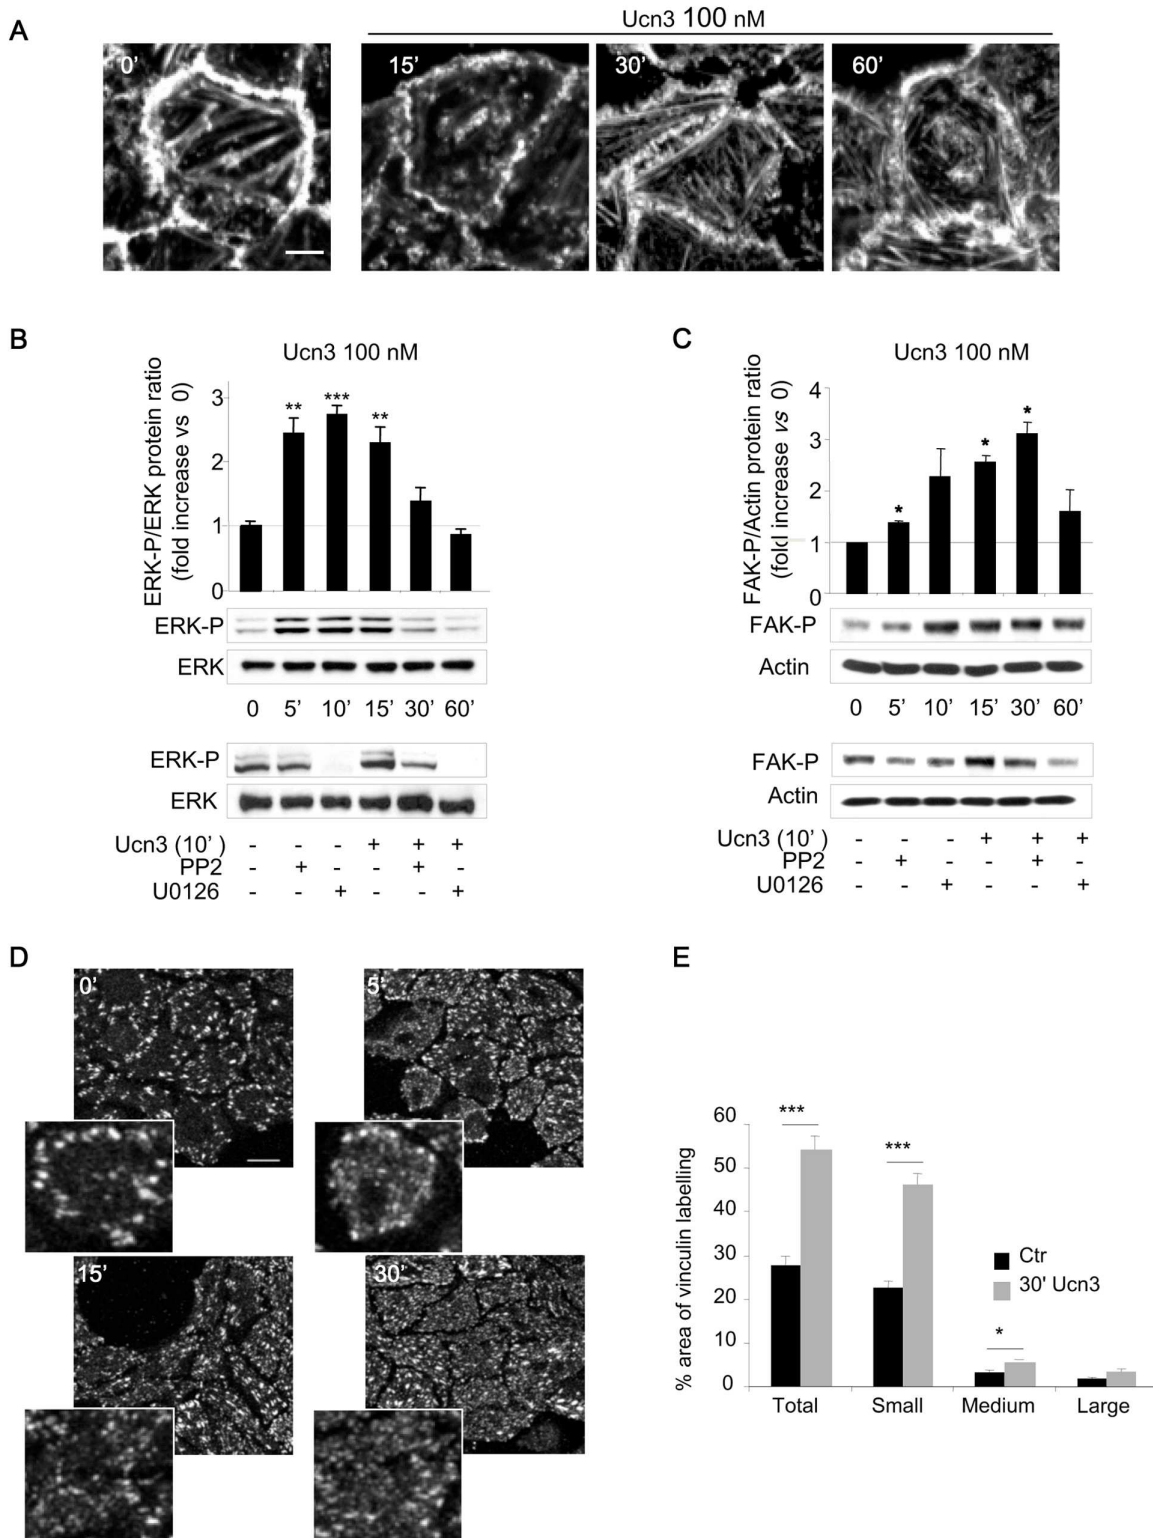 A
Ucn3 100 nM
0' 15' 30' 60'
B
Ucn3 100 nM
ERK-P/ERK protein ratio
(fold increase vs 0)
3
2
1
0
** *** **
ERK-P
ERK
0 5' 10' 15' 30' 60'
ERK-P
ERK
Ucn3 (10') - - - + + +
PP2 - + - - + -
U0126 - - + - - +
C
Ucn3 100 nM
FAK-P/Actin protein ratio
(fold increase vs 0)
4
3
2
1
0
* * *
FAK-P
Actin
0 5' 10' 15' 30' 60'
FAK-P
Actin
Ucn3 (10') - - - + + +
PP2 - + - - + -
U0126 - - + - - +
D
0' 5'
15' 30'
E
% area of vinculin labelling
60
50
40
30
20
10
0
*** *** *
Ctr
30' Ucn3
Total Small Medium Large